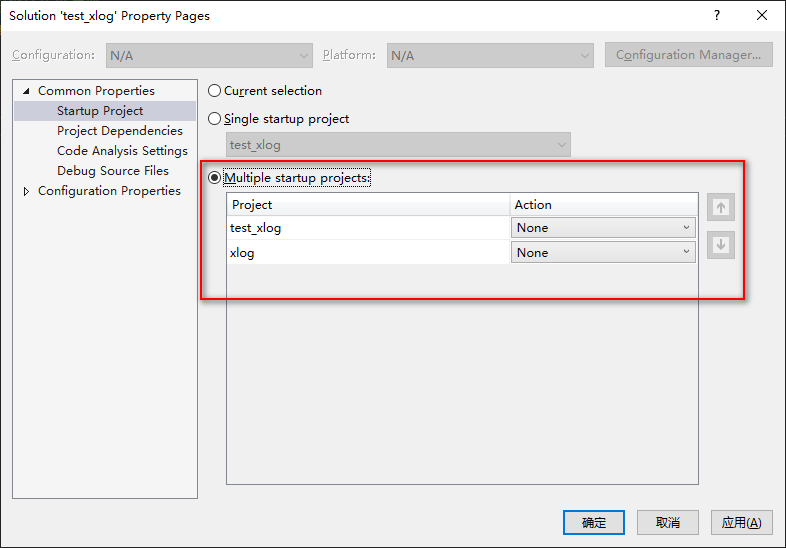 Solution 'test_xlog' Property Pages
Configuration: N/A Platform: N/A Configuration Manager...
Common Properties
Startup Project
Project Dependencies
Code Analysis Settings
Debug Source Files
Configuration Properties
Current selection
Single startup project
test_xlog
Multiple startup projects:
Project Action
test_xlog None
xlog None
确定 取消 应用(A)